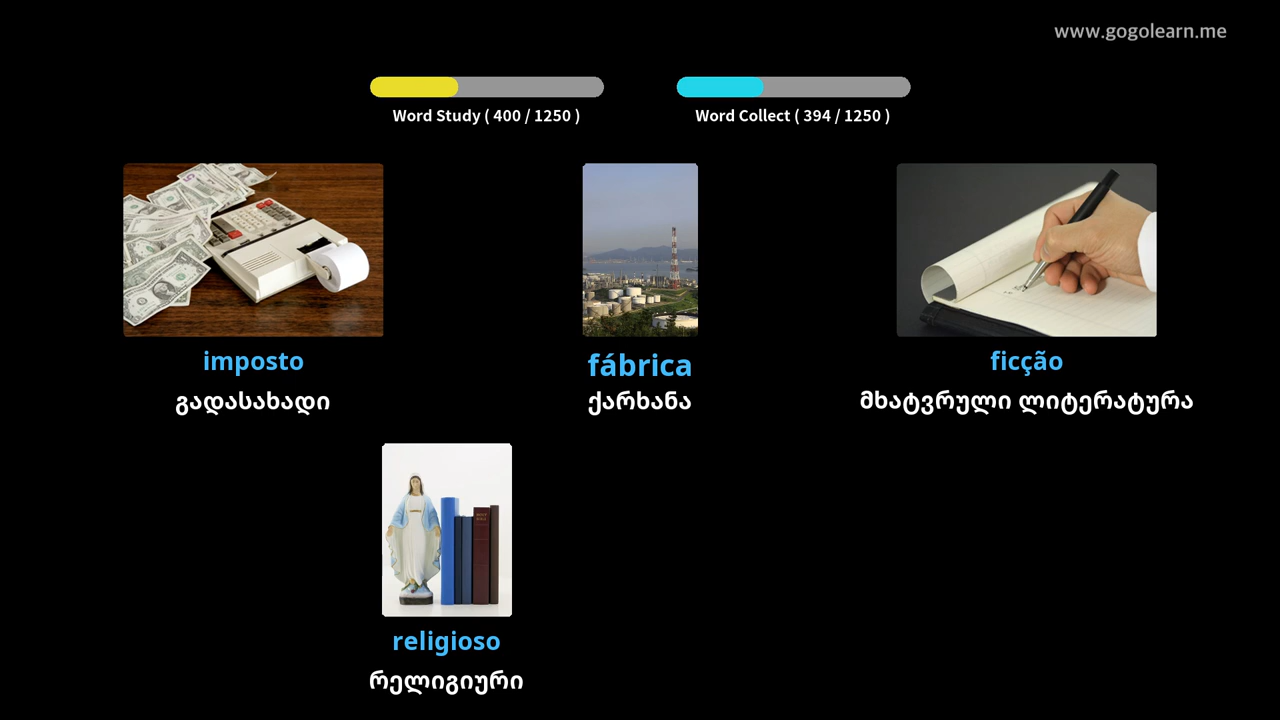 www.gogolearn.me
Word Study ( 400 / 1250 )
Word Collect ( 394 / 1250 )
imposto
გადასახადი
fábrica
ქარხანა
ficção
მხატვრული ლიტერატურა
religioso
რელიგიური